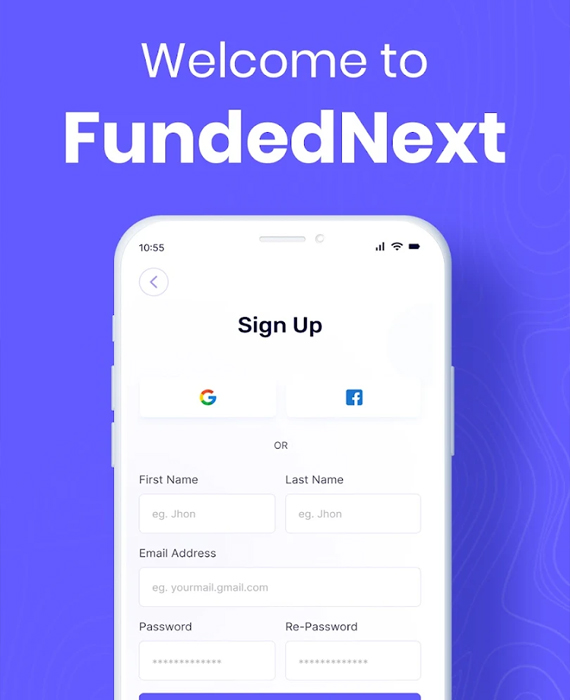 Welcome to
FundedNext
10:55
Sign Up
OR
First Name Last Name
eg. Jhon eg. Jhon
Email Address
eg. yourmail.gmail.com
Password Re-Password